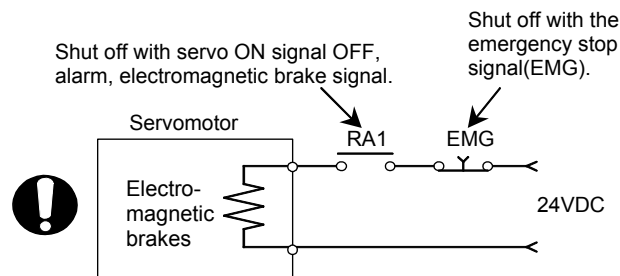 Shut off with the
emergency stop
signal(EMG).
Shut off with servo ON signal OFF,
alarm, electromagnetic brake signal.
Servomotor
RA1
EMG
Electro-
magnetic
brakes
24VDC